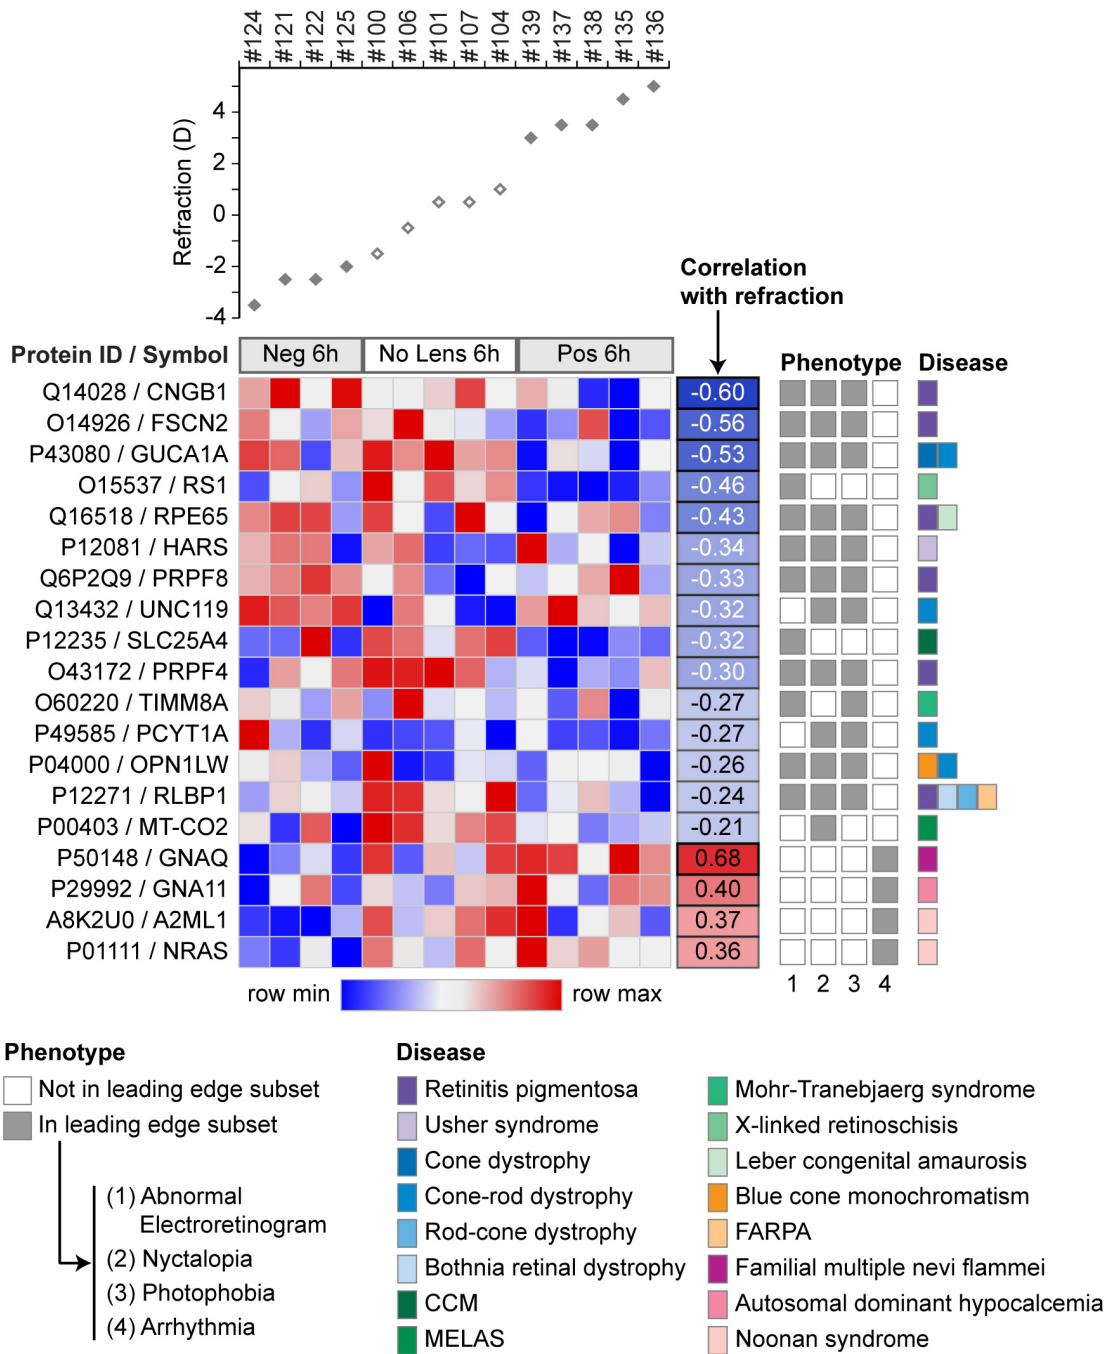 #124 #121 #122 #125 #100 #106 #101 #107 #104 #139 #137 #138 #135 #136
Refraction (D)
4
2
0
-2
-4
Correlation
with refraction
Protein ID / Symbol Neg 6h No Lens 6h Pos 6h Phenotype Disease
Q14028 / CNGB1 -0.60
O14926 / FSCN2 -0.56
P43080 / GUCA1A -0.53
O15537 / RS1 -0.46
Q16518 / RPE65 -0.43
P12081 / HARS -0.34
Q6P2Q9 / PRPF8 -0.33
Q13432 / UNC119 -0.32
P12235 / SLC25A4 -0.32
O43172 / PRPF4 -0.30
O60220 / TIMM8A -0.27
P49585 / PCYT1A -0.27
P04000 / OPN1LW -0.26
P12271 / RLBP1 -0.24
P00403 / MT-CO2 -0.21
P50148 / GNAQ 0.68
P29992 / GNA11 0.40
A8K2U0 / A2ML1 0.37
P01111 / NRAS 0.36
1 2 3 4
row min row max
Phenotype
Not in leading edge subset
In leading edge subset
(1) Abnormal
Electroretinogram
(2) Nyctalopia
(3) Photophobia
(4) Arrhythmia
Disease
Retinitis pigmentosa
Usher syndrome
Cone dystrophy
Cone-rod dystrophy
Rod-cone dystrophy
Bothnia retinal dystrophy
CCM
MELAS
Mohr-Tranebjaerg syndrome
X-linked retinoschisis
Leber congenital amaurosis
Blue cone monochromatism
FARPA
Familial multiple nevi flammei
Autosomal dominant hypocalcemia
Noonan syndrome